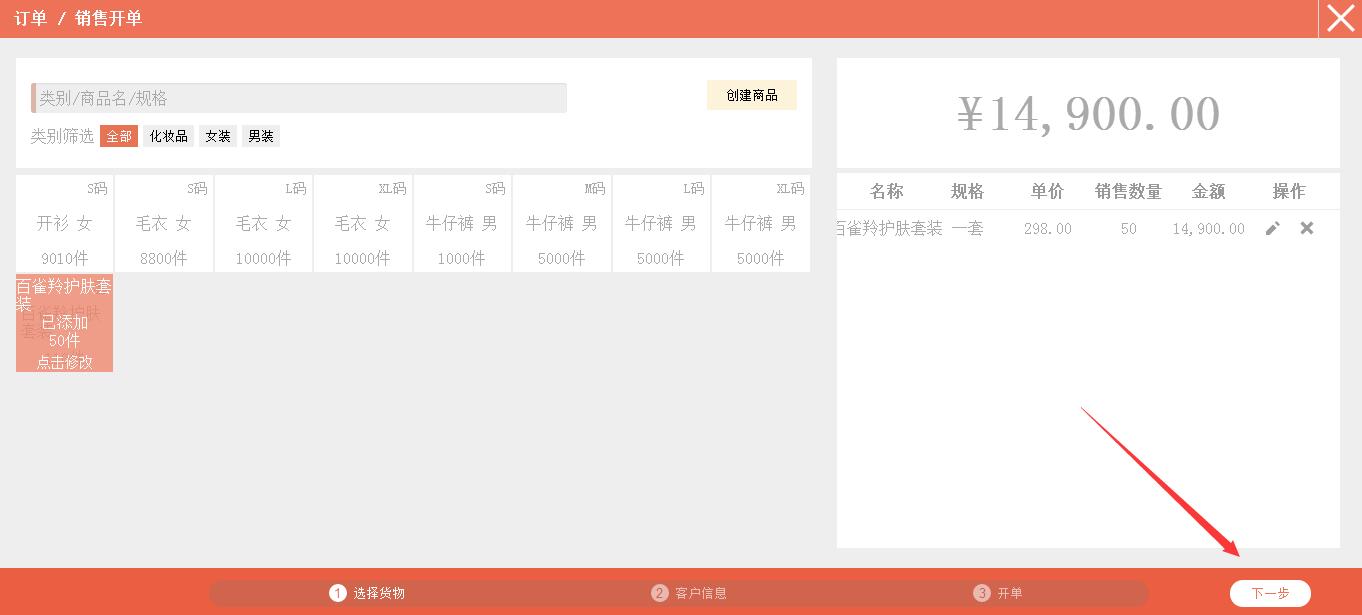 订单 / 销售开单
类别/商品名/规格
创建商品
类别筛选 全部 化妆品 女装 男装
S码 S码 L码 XL码 S码 M码 L码 XL码
开衫 女 毛衣 女 毛衣 女 毛衣 女 牛仔裤 男 牛仔裤 男 牛仔裤 男 牛仔裤 男
9010件 8800件 10000件 10000件 1000件 5000件 5000件 5000件
百雀羚护肤套
装
已添加
50件
点击修改
¥14,900.00
名称 规格 单价 销售数量 金额 操作
百雀羚护肤套装 一套 298.00 50 14,900.00
1 选择货物 2 客户信息 3 开单
下一步